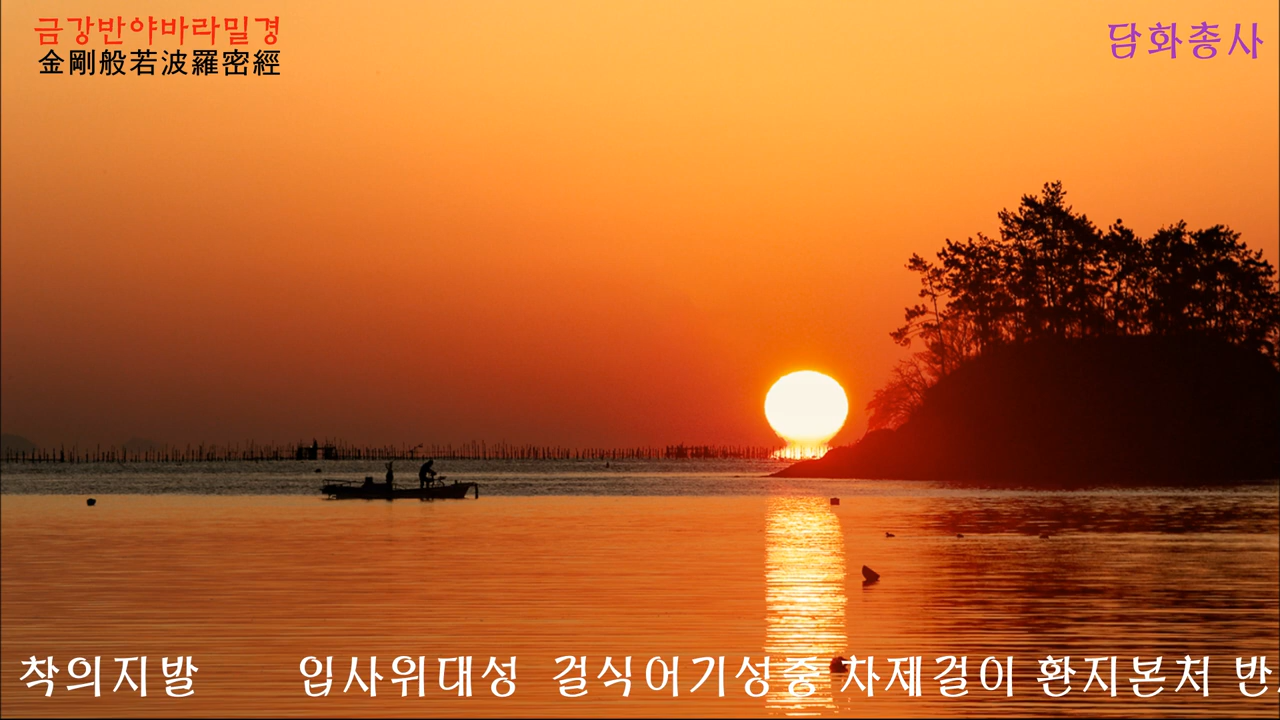 금강반야바라밀경
金剛般若波羅密經
담화총사
착의지발 입사위대성 걸식어기성중 차제걸이 환지본처 반